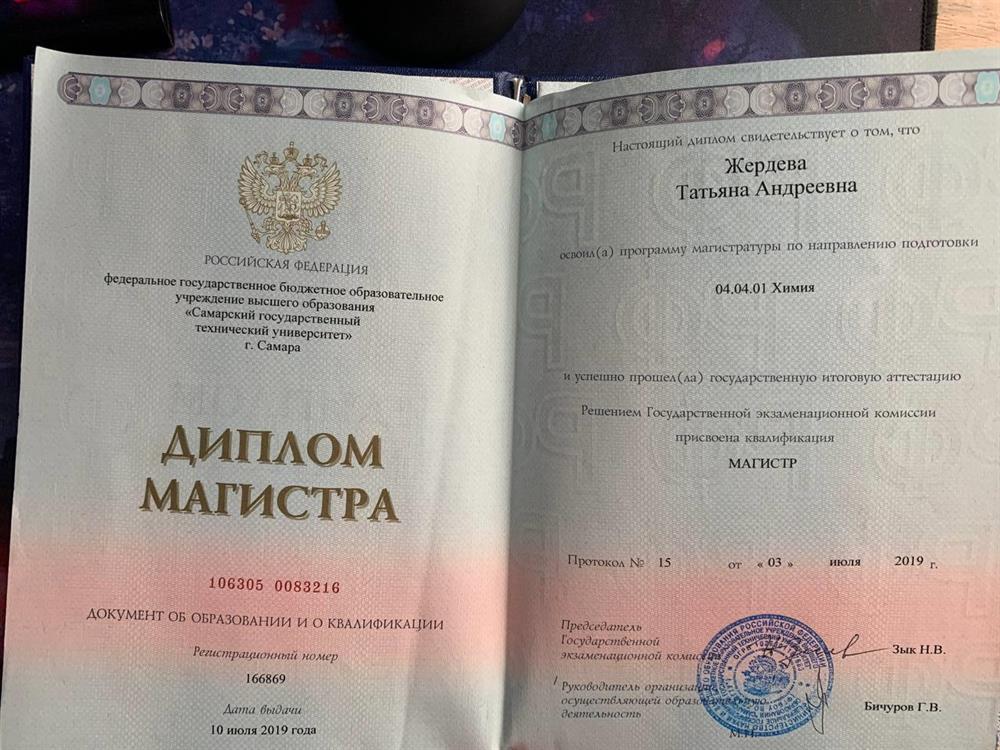 РОССИЙСКАЯ ФЕДЕРАЦИЯ
федеральное государственное бюджетное образовательное
учреждение высшего образования
«Самарский государственный
технический университет»
г. Самара
ДИПЛОМ
МАГИСТРА
106305 0083216
ДОКУМЕНТ ОБ ОБРАЗОВАНИИ И О КВАЛИФИКАЦИИ
Регистрационный номер
166869
Дата выдачи
10 июля 2019 года
Настоящий диплом свидетельствует о том, что
Жердева
Татьяна Андреевна
освоил(а) программу магистратуры по направлению подготовки
04.04.01 Химия
и успешно прошел(ла) государственную итоговую аттестацию
Решением Государственной экзаменационной комиссии
присвоена квалификация
МАГИСТР
Протокол № 15 от « 03 » июля 2019 г.
Председатель
Государственной
экзаменационной комиссии
Зык Н.В.
Руководитель организации,
осуществляющей образовательную
деятельность
Бичуров Г.В.
М.П.